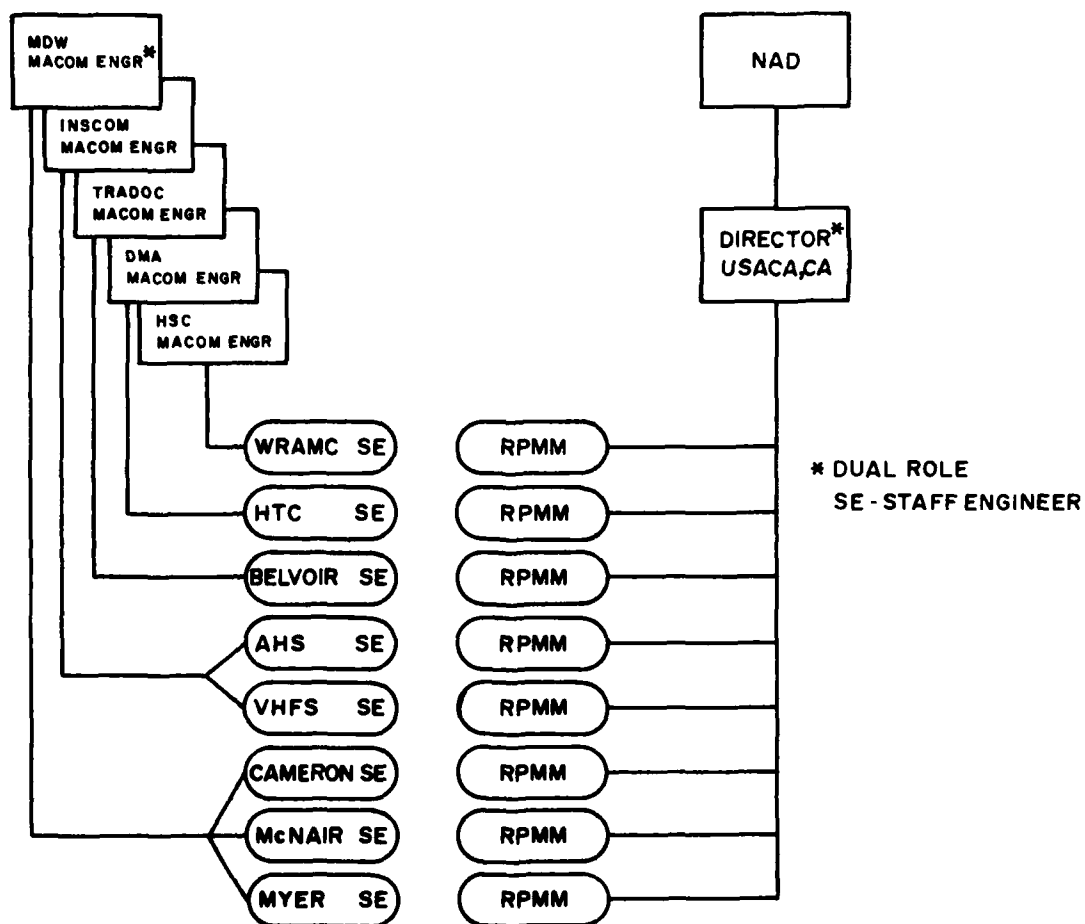 MDW
MACOM ENGR*
INSCOM
MACOM ENGR
TRADOC
MACOM ENGR
DMA
MACOM ENGR
HSC
MACOM ENGR
NAD
DIRECTOR*
USACA,CA
WRAMC SE
RPMM
HTC SE
RPMM
BELVOIR SE
RPMM
AHS SE
RPMM
VHFS SE
RPMM
CAMERON SE
RPMM
McNAIR SE
RPMM
MYER SE
RPMM
* DUAL ROLE
SE - STAFF ENGINEER